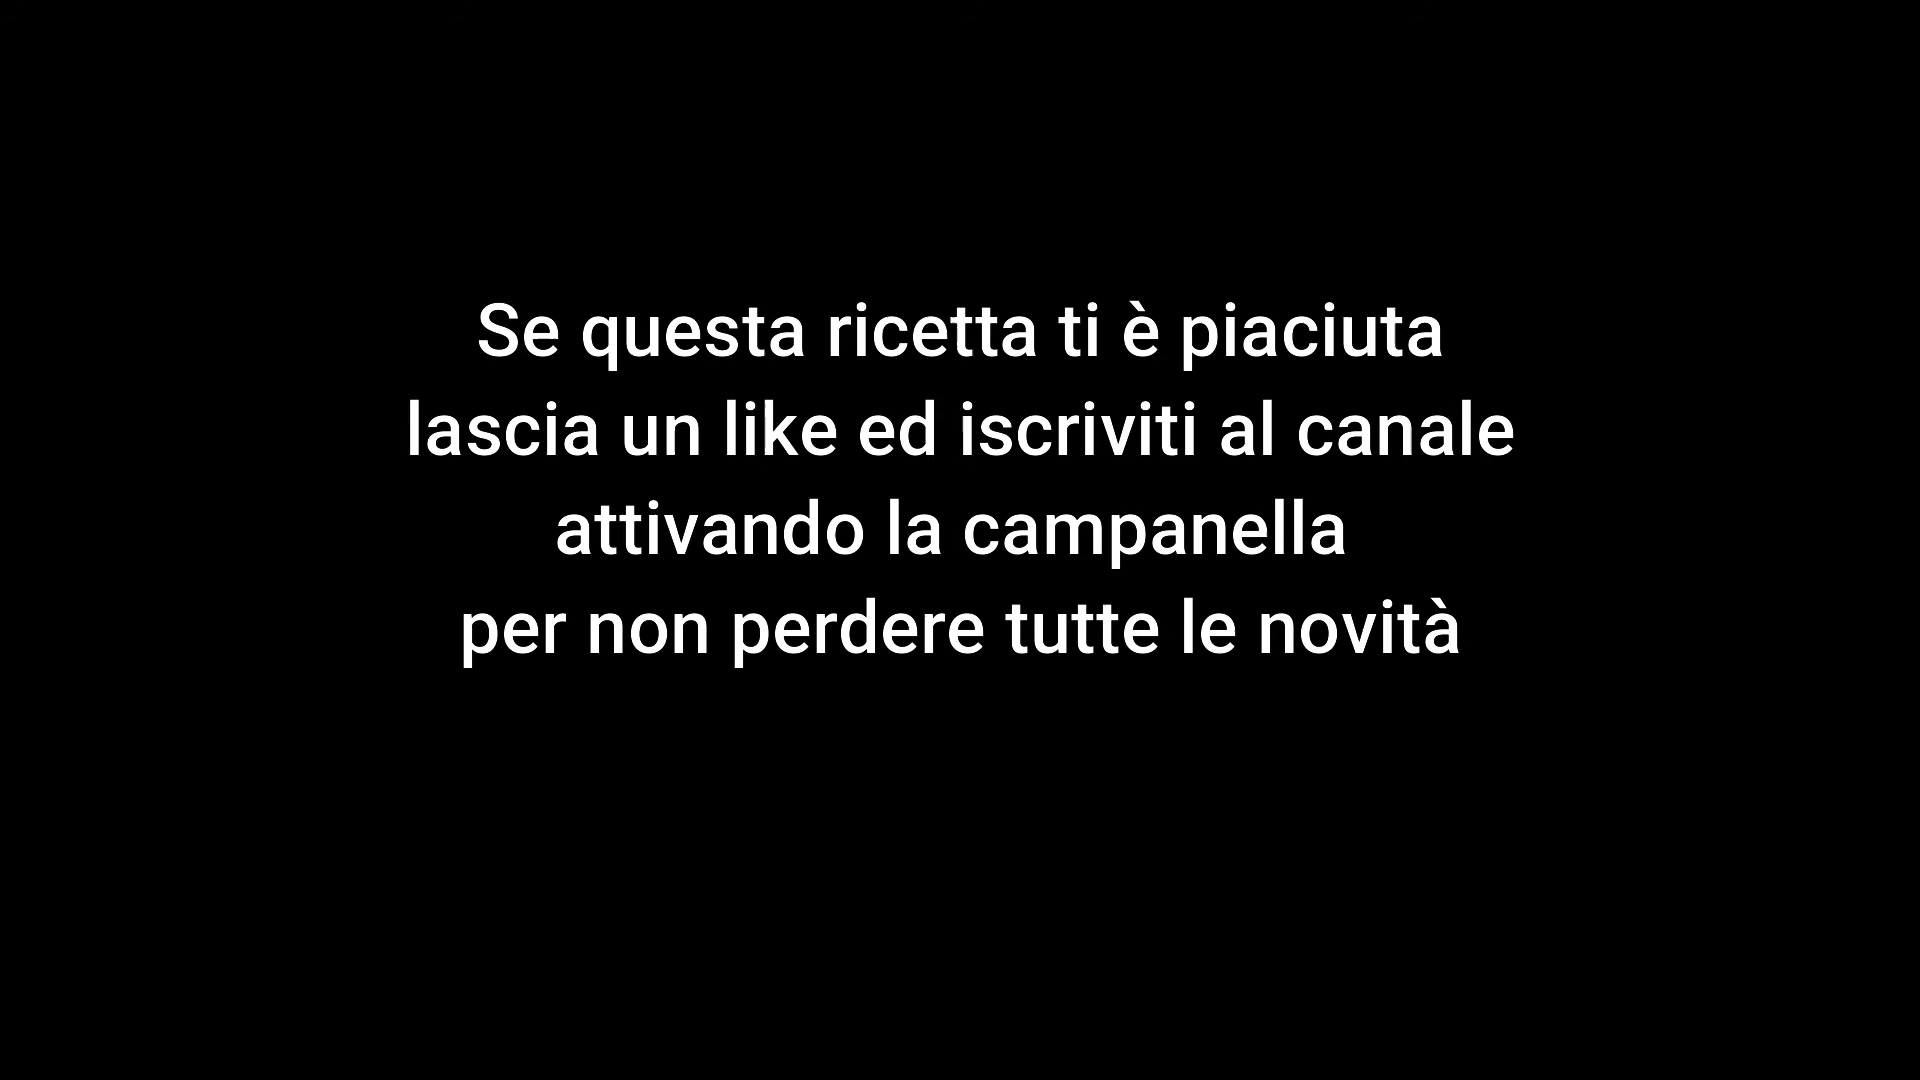 Se questa ricetta ti è piaciuta
lascia un like ed iscriviti al canale
attivando la campanella
per non perdere tutte le novità